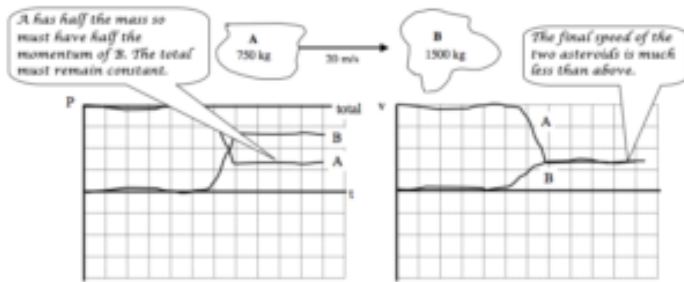 A has half the mass so
must have half the
momentum of B. The total
must remain constant.
A
750 kg
20 m/s
B
1500 kg
The final speed of the
two asteroids is much
less than above.
P
total
B
A
t
v
A
B